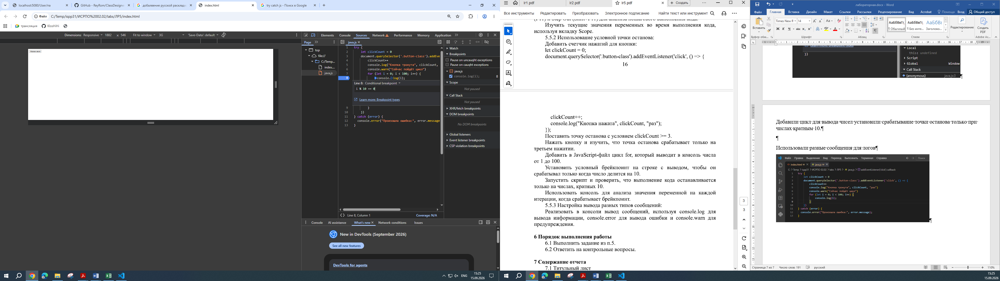 localhost:5080/User/na
GitHub - ReyRom/ClassDesigne
добалвение русской раскладк
index.html
try catch js - Поиск в Google
Файл
C:/Temp/ispp31/ИСРП%2002.02/labs/ЛР5/index.html
трансляция
KlosHiHi
Dimensions: Responsive
1882 × 546
Fit to window
3G
'Save-Data': default
Нажми меня
Elements
Console
Sources
Network
Performance
Memory
Application
Page
top
file://
C:/Temp...
index...
java.js
java.js
1 try {
2 let clickCount = 0
3 document.querySelector('.button-class').addEve
4 clickCount++
5 console.log("Кнопка тронута", clickCount,
6 console.warn("Сейчас пойдёт цикл")
7 for (let i = 0; i < 100; i++) {
8 console.log(i);
Line 8: Conditional breakpoint
i % 10 == 0
Learn more: Breakpoint types
9 }
10 })
11 } catch (error) {
12 console.error("Произошла ошибка:", error.message
13 }
Line 8, Column 1
Coverage: N/A
Watch
Breakpoints
Pause on uncaught exceptions
Pause on caught exceptions
java.js
console.log(i); 8
Scope
Not paused
Call Stack
Not paused
XHR/fetch breakpoints
DOM breakpoints
No DOM breakpoints
Global listeners
Event listener breakpoints
CSP violation breakpoints
Console
AI assistance
What's new
Network conditions
Issues
New in DevTools (September 2026)
See all new features
DevTools for agents
ENG
15:25
15.09.2026
lr1.pdf
lr2.pdf
lr5.pdf
+ Создать
Все инструменты
Редактировать
Преобразовать
Электронное подписание
Найти текст или инструмент
(F11) и Step Out (Shift+F11) для анализа пошагового выполнения кода.
Изучить текущие значения переменных во время выполнения кода,
используя вкладку Scope.
5.5.2 Использование условной точки останова:
Добавить счетчик нажатий для кнопки:
let clickCount = 0;
document.querySelector('.button-class').addEventListener('click', () => {
16
clickCount++;
console.log("Кнопка нажата", clickCount, "раз");
});
Поставить точку останова с условием clickCount >= 3.
Нажать кнопку и изучить, что точка останова срабатывает только на
третьем нажатии.
Добавить в JavaScript-файл цикл for, который выводит в консоль числа
от 1 до 100.
Установить условный брейкпоинт на строке с выводом, чтобы он
срабатывал только когда число делится на 10.
Запустить скрипт и проверить, что выполнение кода останавливается
только на числах, кратных 10.
Использовать консоль для анализа значения переменной на каждой
итерации, когда срабатывает брейкпоинт.
5.5.3 Настройка вывода разных типов сообщений:
Реализовать в консоли вывод сообщений, используя console.log для
вывода информации, console.error для вывода ошибки и console.warn для
предупреждения.
6 Порядок выполнения работы
6.1 Выполнить задание из п.5.
6.2 Ответить на контрольные вопросы.
7 Содержание отчета
7.1 Титульный лист
3
3
лабораторная.docx - Word
Файл
Главная
Вставка
Дизайн
Макет
Ссылки
Рассылки
Рецензирование
Вид
Acrobat
Помощн
Вход
Общий доступ
Вставить
Times New R
14
Ж К Ч
АаБбВвГг,
АаБбВвГг,
АаБбВі
¶ Обычный
¶ Без инте...
Заголово...
Редактирование
Создать
PDF
Буфер обм...
Шрифт
Абзац
Стили
Adobe Ac...
Learn more: Breakpoint types
})
Local
this: undefined
Script
Global Window
Call Stack
(anonymous) java.js:3
¶
Добавили·цикл·для·вывода·чисел·установили·срабатывание·точки·останова·только·при·
числах·кратным·10.¶
¶
Использовали·разные·сообщения·для·логов¶
Файл Правка Выделение Вид Переход Выполнить Терминал Справка
Поиск
index.html M
java.js M
C: > Temp > ispp31 > ИСРПО 02.02 > labs > ЛР5 > java.js > addEventListener('click') callback
1 try {
2 let clickCount = 0
3 document.querySelector('.button-class').addEventListener('click', () => {
4 clickCount++
5 console.log("Кнопка тронута", clickCount, "раз")
6 console.warn("Сейчас пойдёт цикл")
7 for (let i = 0; i < 100; i++) {
8 console.log(i);
9 }
10 })
11 } catch (error) {
12 console.error("Произошла ошибка:", error.message);
13 }
¶
Страница 7 из 7
Число слов: 191
русский
110%
15:25
15.09.2026